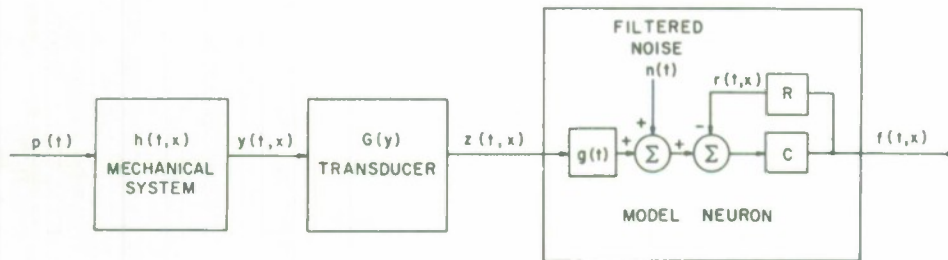 FILTERED
NOISE
n(t)
r(t,x)
R
p(t)
h(t,x)
MECHANICAL
SYSTEM
y(t,x)
G(y)
TRANSDUCER
z(t,x)
g(t)
+
+
Σ
+
−
Σ
C
f(t,x)
MODEL NEURON